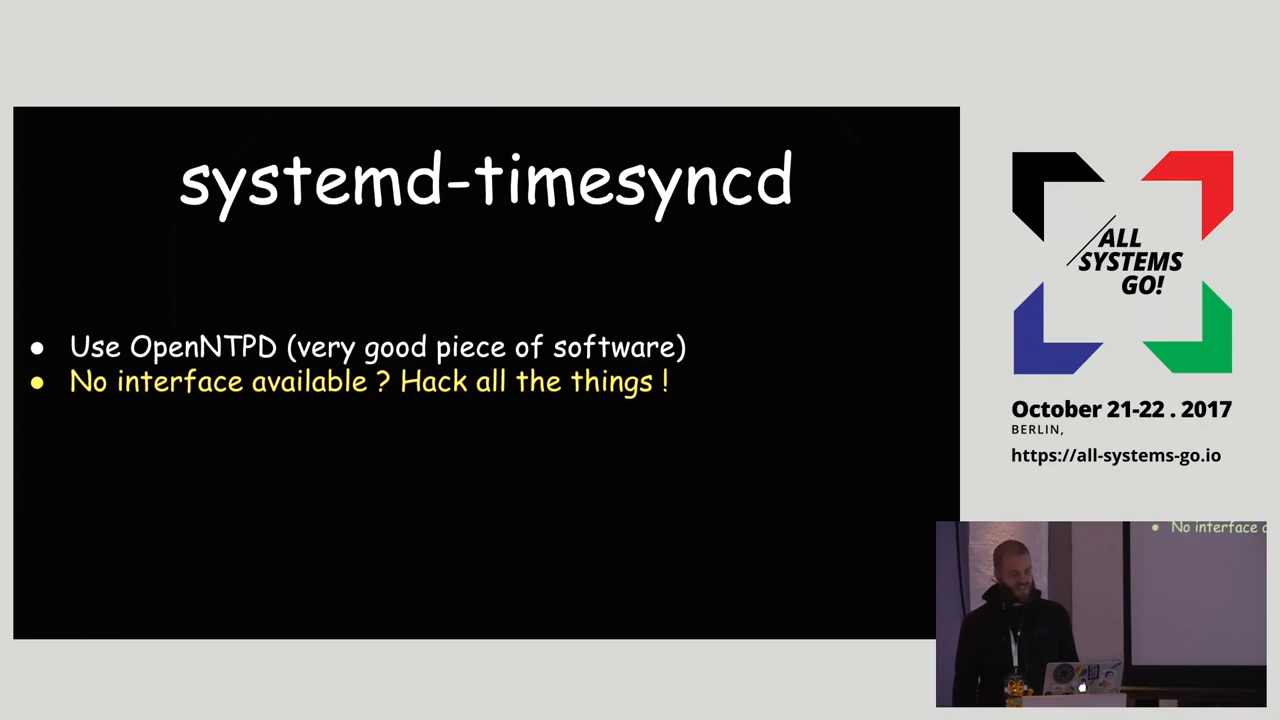 systemd-timesyncd
● Use OpenNTPD (very good piece of software)
● No interface available ? Hack all the things !
/ALL
SYSTEMS
GO!
October 21-22 . 2017
BERLIN,
https://all-systems-go.io
● No interface